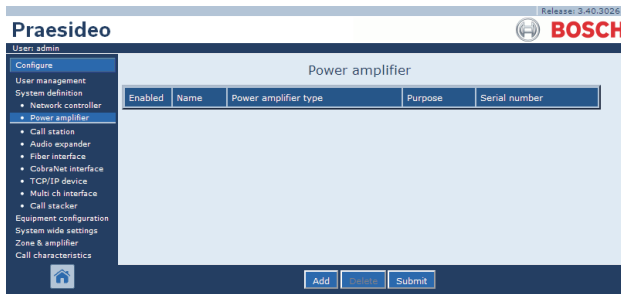 Release: 3.40.3026
Praesideo
BOSCH
User: admin
Configure
User management
System definition
• Network controller
• Power amplifier
• Call station
• Audio expander
• Fiber interface
• CobraNet interface
• TCP/IP device
• Multi ch interface
• Call stacker
Equipment configuration
System wide settings
Zone & amplifier
Call characteristics
Power amplifier
Enabled Name Power amplifier type Purpose Serial number
Add Delete Submit